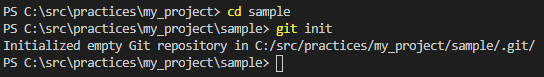 PS C:\src\practices\my_project> cd sample
PS C:\src\practices\my_project\sample> git init
Initialized empty Git repository in C:/src/practices/my_project/sample/.git/
PS C:\src\practices\my_project\sample>